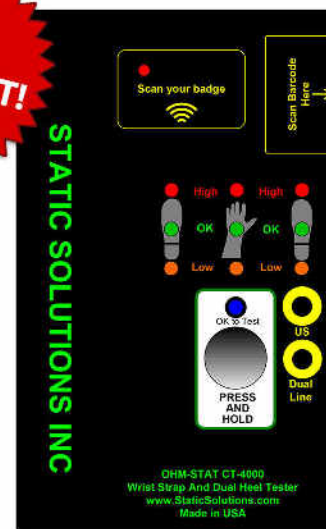 T!
STATIC SOLUTIONS INC
Scan your badge
Scan Barcode
Here
High High
OK OK
Low Low
OK to Test
PRESS
AND
HOLD
US
Dual
Line
OHM-STAT CT-4000
Wrist Strap And Dual Heel Tester
www.StaticSolutions.com
Made in USA